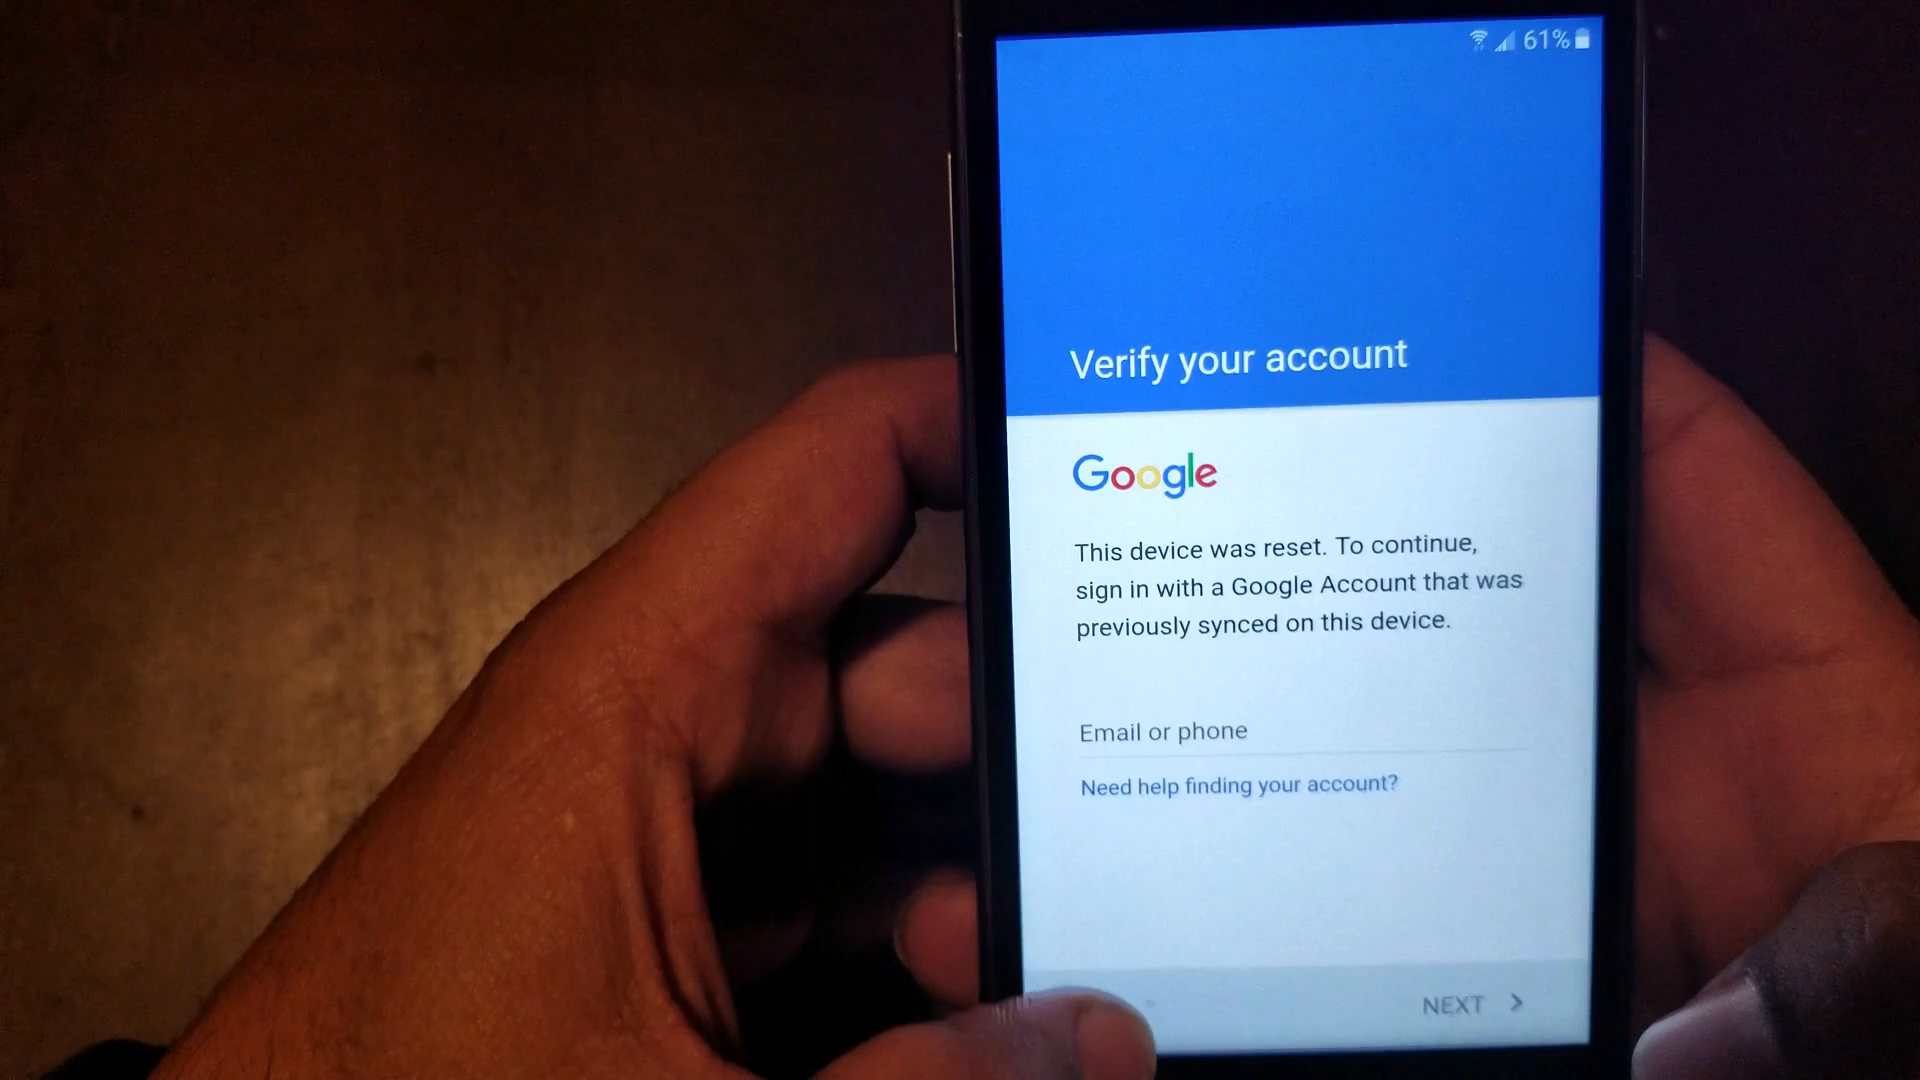 61%
Verify your account
Google
This device was reset. To continue,
sign in with a Google Account that was
previously synced on this device.
Email or phone
Need help finding your account?
NEXT